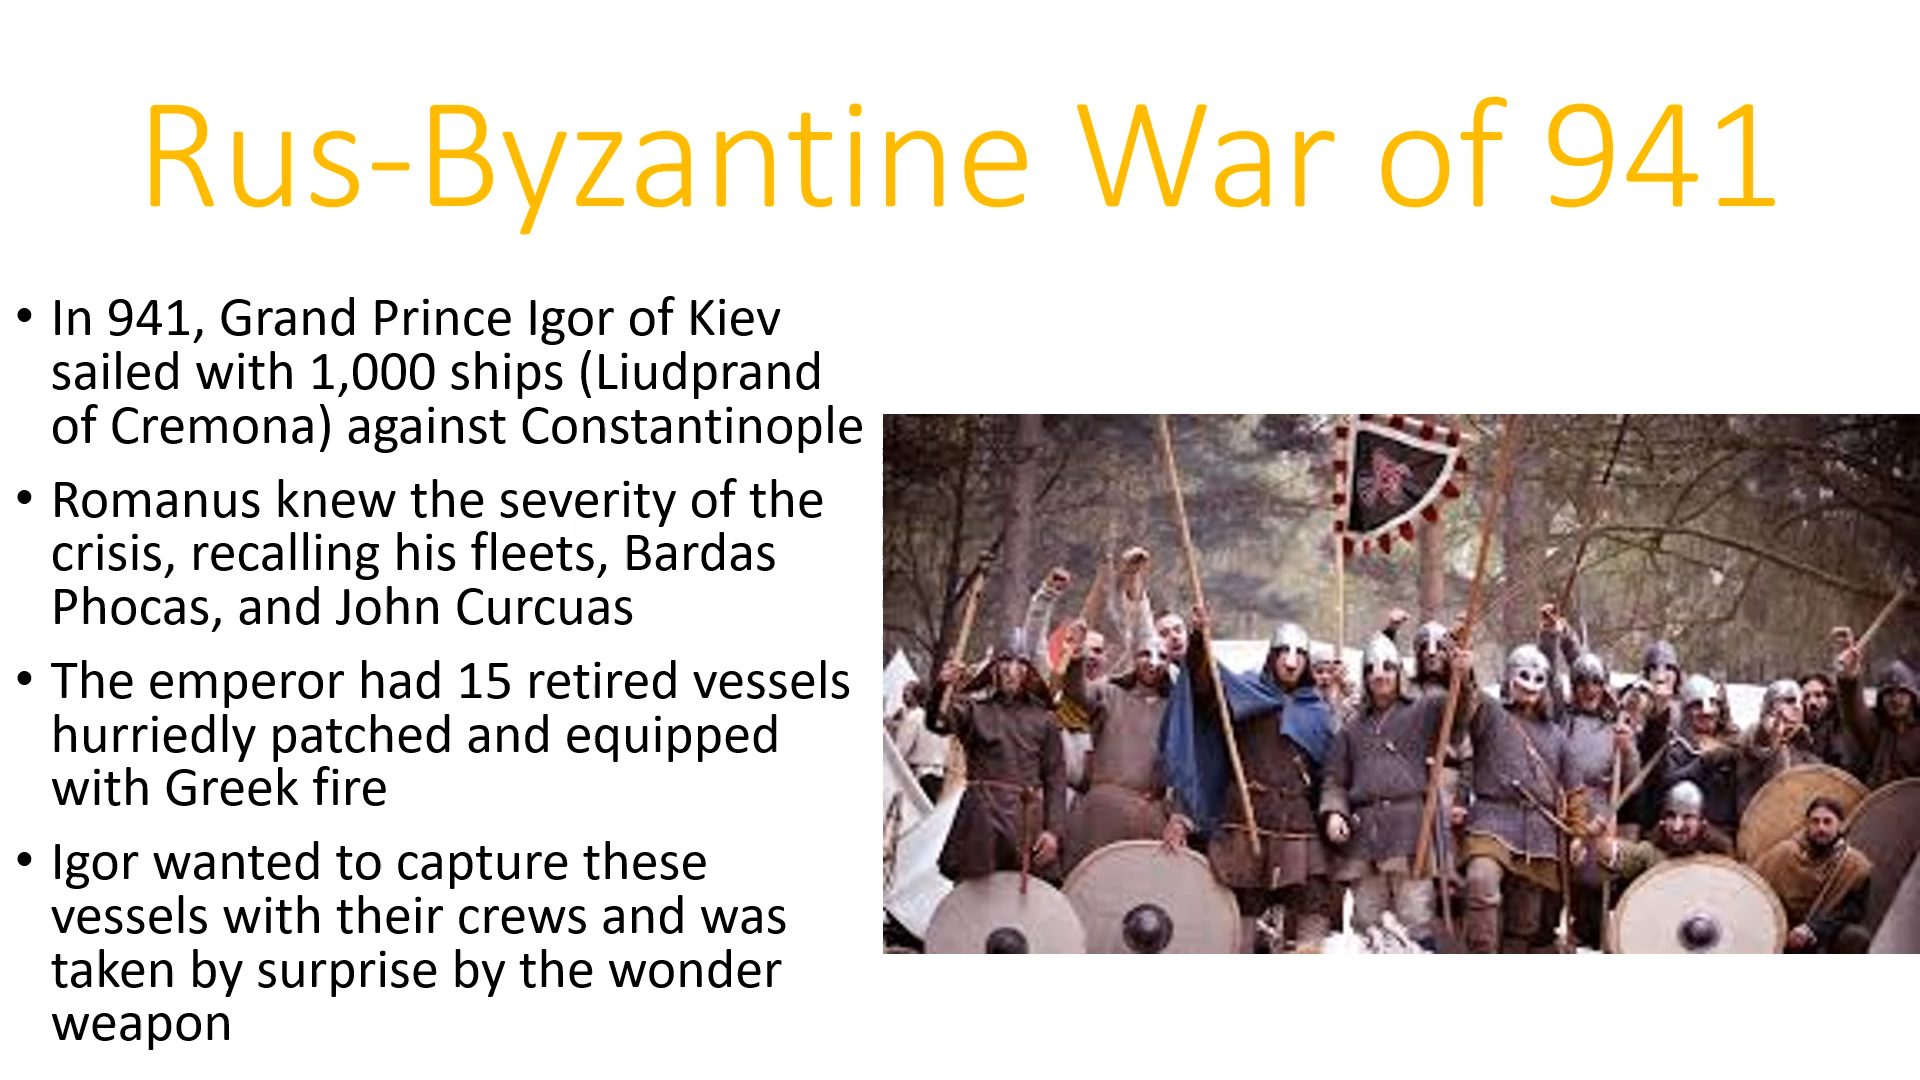 Rus-Byzantine War of 941
• In 941, Grand Prince Igor of Kiev
sailed with 1,000 ships (Liudprand
of Cremona) against Constantinople
• Romanus knew the severity of the
crisis, recalling his fleets, Bardas
Phocas, and John Curcuas
• The emperor had 15 retired vessels
hurriedly patched and equipped
with Greek fire
• Igor wanted to capture these
vessels with their crews and was
taken by surprise by the wonder
weapon